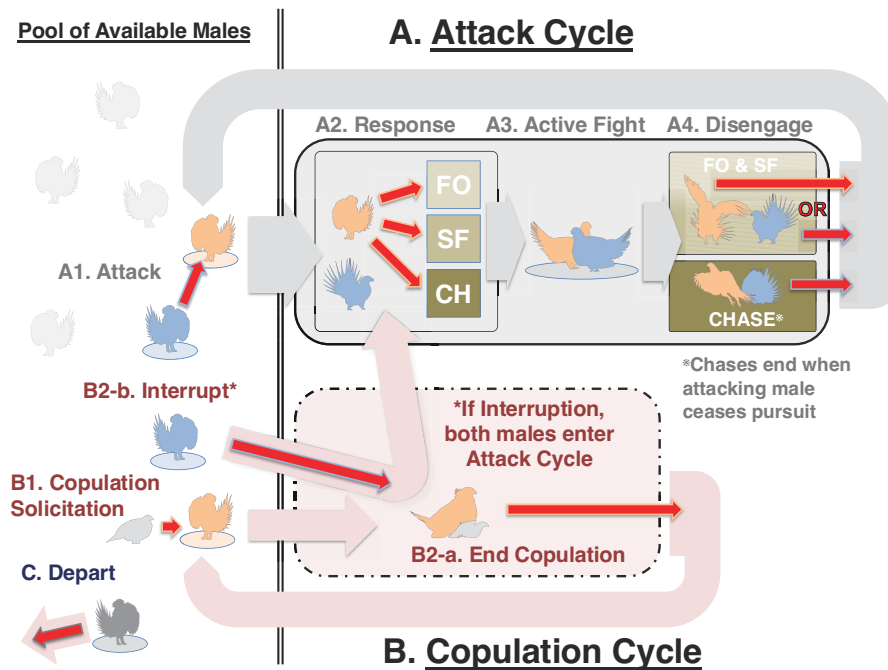 Pool of Available Males
A. Attack Cycle
A2. Response
A3. Active Fight
A4. Disengage
FO
SF
CH
FO & SF
OR
CHASE※
A1. Attack
※Chases end when
attacking male
ceases pursuit
B2-b. Interrupt*
*If Interruption,
both males enter
Attack Cycle
B1. Copulation
Solicitation
B2-a. End Copulation
C. Depart
B. Copulation Cycle